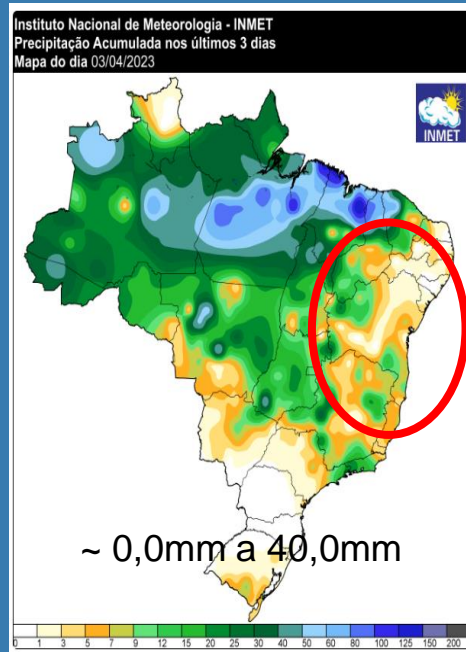 Instituto Nacional de Meteorologia - INMET
Precipitação Acumulada nos últimos 3 dias
Mapa do dia 03/04/2023
INMET
~ 0,0mm a 40,0mm
0 1 3 5 7 9 12 15 20 25 30 40 50 60 80 100 125 150 200